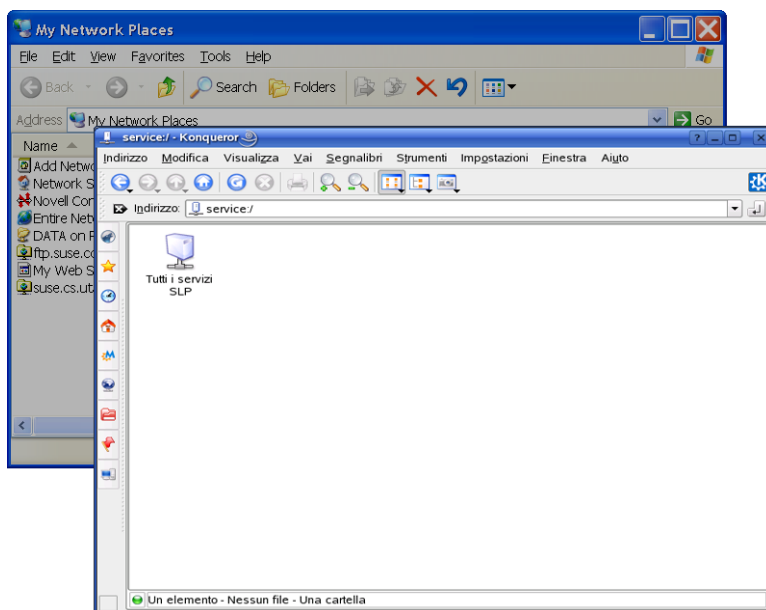 My Network Places
File Edit View Favorites Tools Help
Back Search Folders
Address My Network Places Go
Name
Add Netwo
Network S
Novell Con
Entire Net
DATA on
ftp.suse.co
My Web S
suse.cs.ut
service:/ - Konqueror
Indirizzo Modifica Visualizza Vai Segnalibri Strumenti Impostazioni Finestra Aiuto
Indirizzo: service:/
Tutti i servizi
SLP
Un elemento - Nessun file - Una cartella